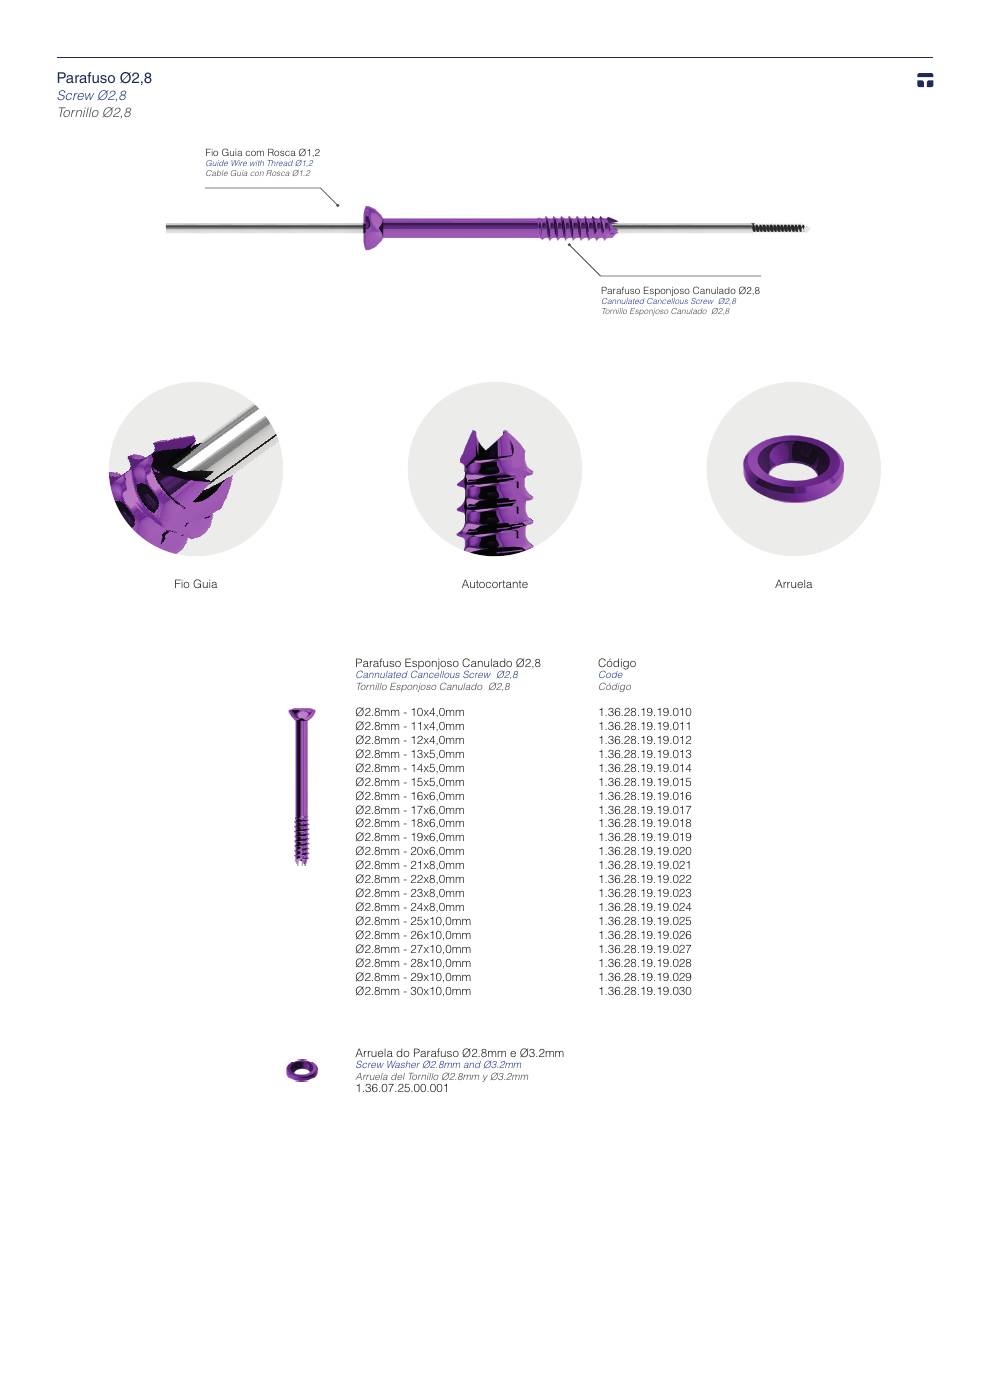 Parafuso Ø2,8
Screw Ø2,8
Tornillo Ø2,8
Fio Guia com Rosca Ø1,2
Guide Wire with Thread Ø1,2
Cable Guia con Rosca Ø1.2
Parafuso Esponjoso Canulado Ø2,8
Cannulated Cancellous Screw Ø2,8
Tornillo Esponjoso Canulado Ø2,8
Fio Guia
Autocortante
Arruela
Parafuso Esponjoso Canulado Ø2,8 Código
Cannulated Cancellous Screw Ø2,8 Code
Tornillo Esponjoso Canulado Ø2,8 Código
Ø2.8mm - 10x4,0mm 1.36.28.19.19.010
Ø2.8mm - 11x4,0mm 1.36.28.19.19.011
Ø2.8mm - 12x4,0mm 1.36.28.19.19.012
Ø2.8mm - 13x5,0mm 1.36.28.19.19.013
Ø2.8mm - 14x5,0mm 1.36.28.19.19.014
Ø2.8mm - 15x5,0mm 1.36.28.19.19.015
Ø2.8mm - 16x6,0mm 1.36.28.19.19.016
Ø2.8mm - 17x6,0mm 1.36.28.19.19.017
Ø2.8mm - 18x6,0mm 1.36.28.19.19.018
Ø2.8mm - 19x6,0mm 1.36.28.19.19.019
Ø2.8mm - 20x6,0mm 1.36.28.19.19.020
Ø2.8mm - 21x8,0mm 1.36.28.19.19.021
Ø2.8mm - 22x8,0mm 1.36.28.19.19.022
Ø2.8mm - 23x8,0mm 1.36.28.19.19.023
Ø2.8mm - 24x8,0mm 1.36.28.19.19.024
Ø2.8mm - 25x10,0mm 1.36.28.19.19.025
Ø2.8mm - 26x10,0mm 1.36.28.19.19.026
Ø2.8mm - 27x10,0mm 1.36.28.19.19.027
Ø2.8mm - 28x10,0mm 1.36.28.19.19.028
Ø2.8mm - 29x10,0mm 1.36.28.19.19.029
Ø2.8mm - 30x10,0mm 1.36.28.19.19.030
Arruela do Parafuso Ø2.8mm e Ø3.2mm
Screw Washer Ø2.8mm and Ø3.2mm
Arruela del Tornillo Ø2.8mm y Ø3.2mm
1.36.07.25.00.001